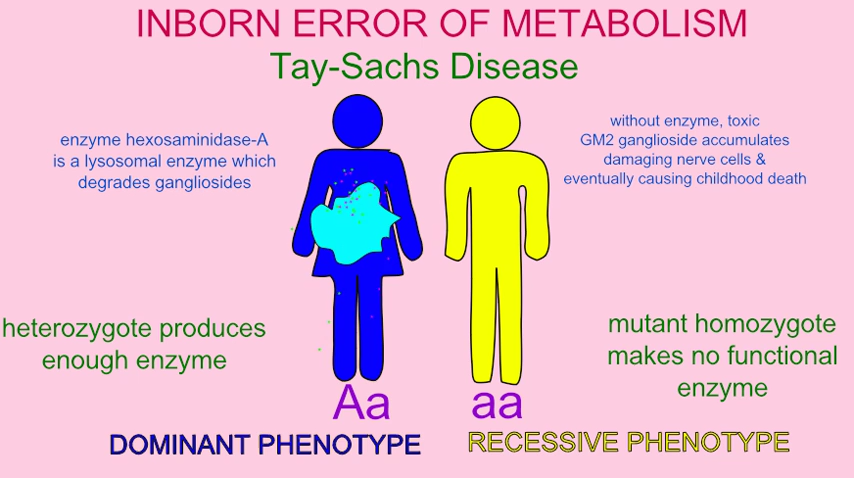 INBORN ERROR OF METABOLISM
Tay-Sachs Disease
enzyme hexosaminidase-A
is a lysosomal enzyme which
degrades gangliosides
without enzyme, toxic
GM2 ganglioside accumulates
damaging nerve cells &
eventually causing childhood death
heterozygote produces
enough enzyme
mutant homozygote
makes no functional
enzyme
Aa
aa
DOMINANT PHENOTYPE
RECESSIVE PHENOTYPE